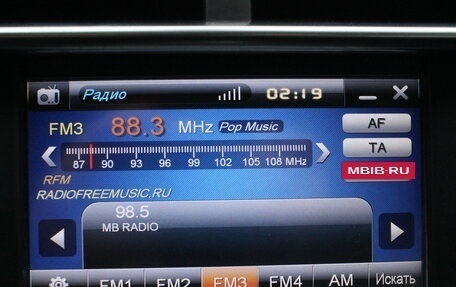 Радио 02:19
FM3 88.3 MHz Pop Music AF
87 90 93 96 99 102 105 108 MHz TA
RFM
MBIB.RU
RADIOFREEMUSIC.RU
98.5
MB RADIO
FM1 FM2 FM3 FM4 AM Искать